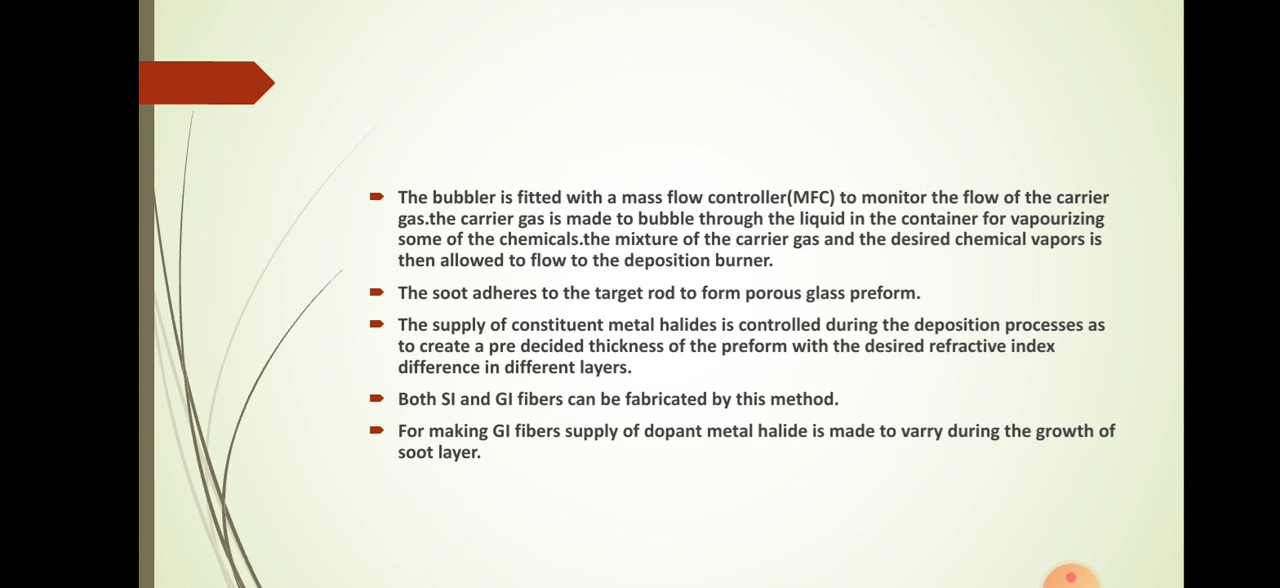 The bubbler is fitted with a mass flow controller(MFC) to monitor the flow of the carrier
gas.the carrier gas is made to bubble through the liquid in the container for vapourizing
some of the chemicals.the mixture of the carrier gas and the desired chemical vapors is
then allowed to flow to the deposition burner.
The soot adheres to the target rod to form porous glass preform.
The supply of constituent metal halides is controlled during the deposition processes as
to create a pre decided thickness of the preform with the desired refractive index
difference in different layers.
Both SI and GI fibers can be fabricated by this method.
For making GI fibers supply of dopant metal halide is made to varry during the growth of
soot layer.